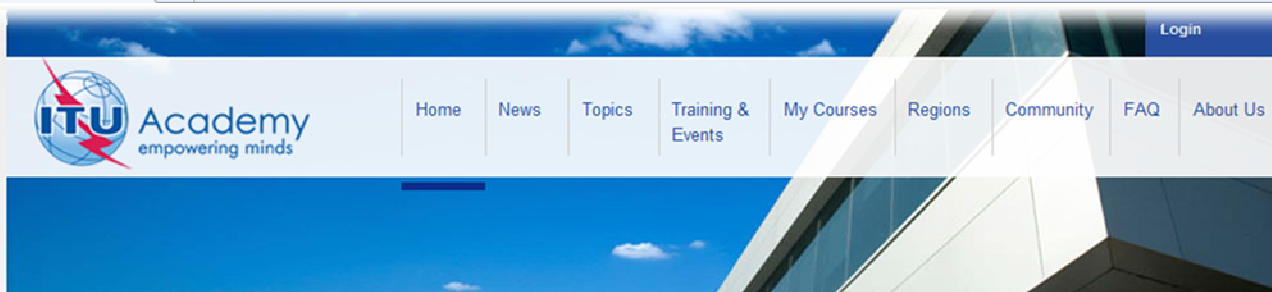 Login
ITU Academy
empowering minds
Home
News
Topics
Training &
Events
My Courses
Regions
Community
FAQ
About Us